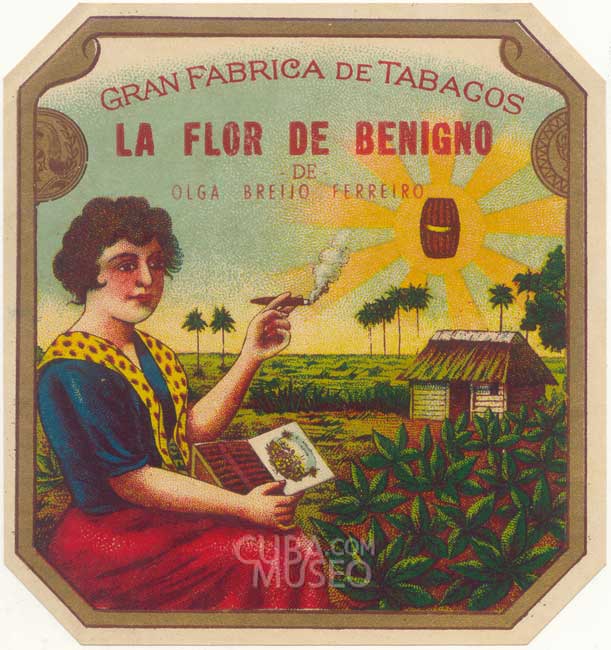 GRAN FABRICA DE TABACOS
LA FLOR DE BENIGNO
- DE -
OLGA BREIJO FERREIRO
CUBA.COM
MUSEO